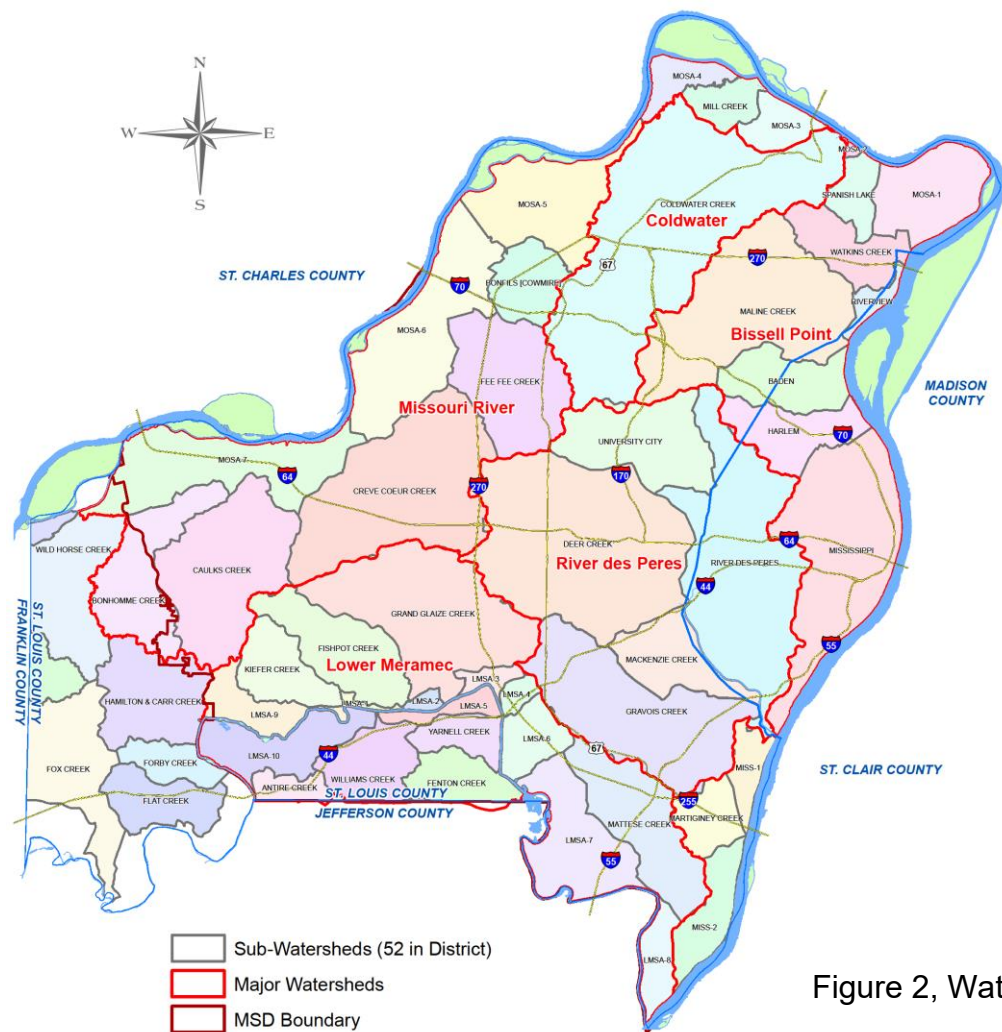 N
W
E
S
MOSA-4
MILL CREEK
MOSA-3
MOSA-2
SPANISH LAKE
MOSA-1
MOSA-5
COLDWATER CREEK
Coldwater
WATKINS CREEK
67
270
ST. CHARLES COUNTY
70
BONFILS [COWMIRE]
RIVERVIEW
MALINE CREEK
MOSA-6
Bissell Point
FEE FEE CREEK
BADEN
MADISON
COUNTY
Missouri River
HARLEM
70
UNIVERSITY CITY
MOSA-7
64
170
270
CREVE COEUR CREEK
WILD HORSE CREEK
DEER CREEK
64
MISSISSIPPI
River des Peres
RIVER DES PERES
CAULKS CREEK
44
BONHOMME CREEK
ST. LOUIS COUNTY
FRANKLIN COUNTY
GRAND GLAIZE CREEK
FISHPOT CREEK
55
Lower Meramec
MACKENZIE CREEK
KIEFER CREEK
LMSA-3
LMSA-4
HAMILTON & CARR CREEK
LMSA-2
LMSA-5
LMSA-9
GRAVOIS CREEK
YARNELL CREEK
LMSA-6
67
MISS-1
44
LMSA-10
FORBY CREEK
FOX CREEK
ST. CLAIR COUNTY
WILLIAMS CREEK
FENTON CREEK
ANTIRE CREEK
ST. LOUIS COUNTY
FLAT CREEK
255
JEFFERSON COUNTY
MARTIGNEY CREEK
MATTESE CREEK
LMSA-7
55
MISS-2
LMSA-8
Sub-Watersheds (52 in District)
Major Watersheds
MSD Boundary
Figure 2, Wat